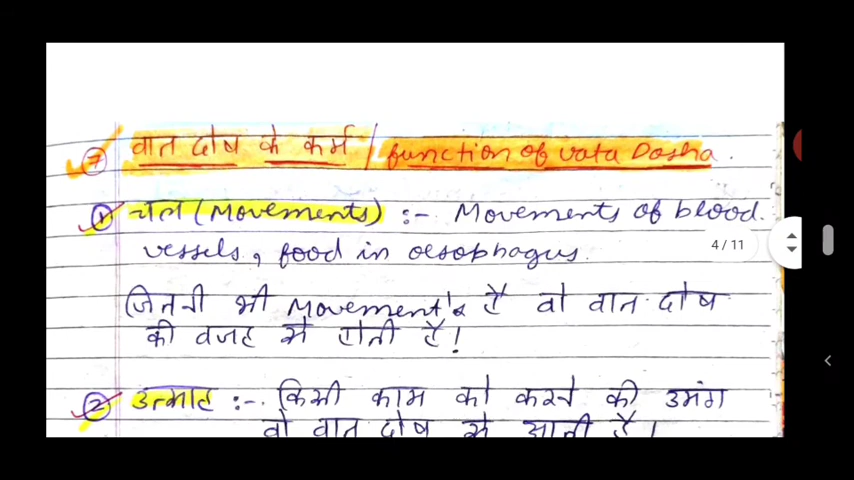 7 वात दोष के कर्म / function of vata Dosha.
① चल (Movements) :- Movements of blood.
vessels, food in oesophagus.
4 / 11
जितनी भी Movement's है वो वात दोष
की वजह से होती है!
② उत्साह :- किसी काम को करने की उमंग
वो वात दोष से आती है।